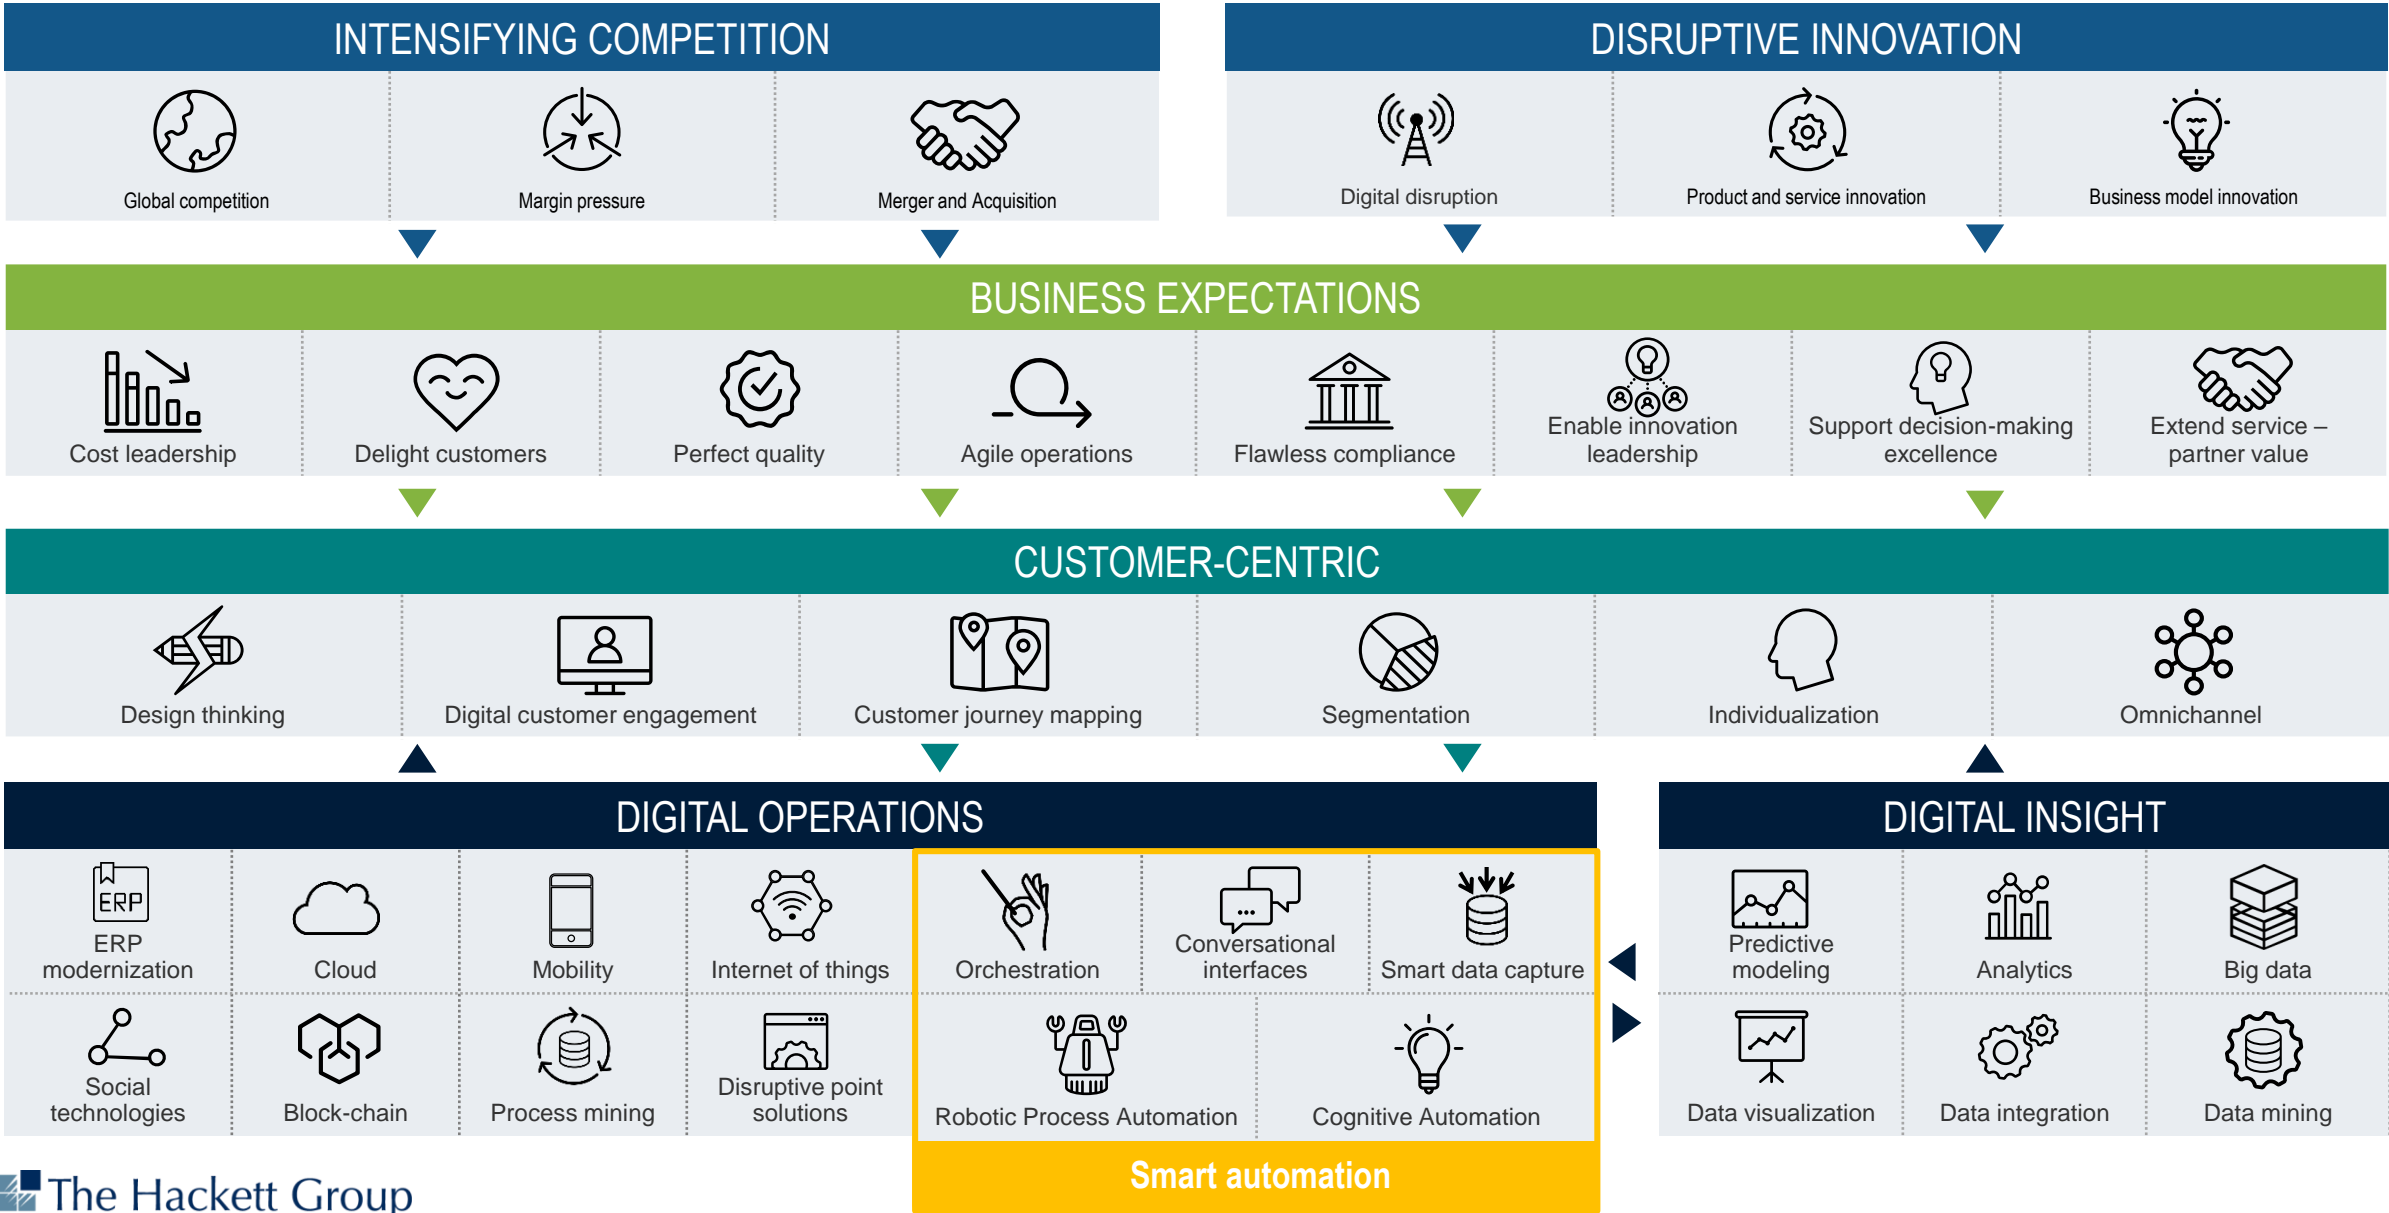 INTENSIFYING COMPETITION
DISRUPTIVE INNOVATION
Global competition
Margin pressure
Merger and Acquisition
Digital disruption
Product and service innovation
Business model innovation
BUSINESS EXPECTATIONS
Cost leadership
Delight customers
Perfect quality
Agile operations
Flawless compliance
Enable innovation
leadership
Support decision-making
excellence
Extend service –
partner value
CUSTOMER-CENTRIC
Design thinking
Digital customer engagement
Customer journey mapping
Segmentation
Individualization
Omnichannel
DIGITAL OPERATIONS
ERP
ERP
modernization
Cloud
Mobility
Internet of things
Orchestration
Conversational
interfaces
Smart data capture
Social
technologies
Block-chain
Process mining
Disruptive point
solutions
Robotic Process Automation
Cognitive Automation
Smart automation
DIGITAL INSIGHT
Predictive
modeling
Analytics
Big data
Data visualization
Data integration
Data mining
The Hackett Group